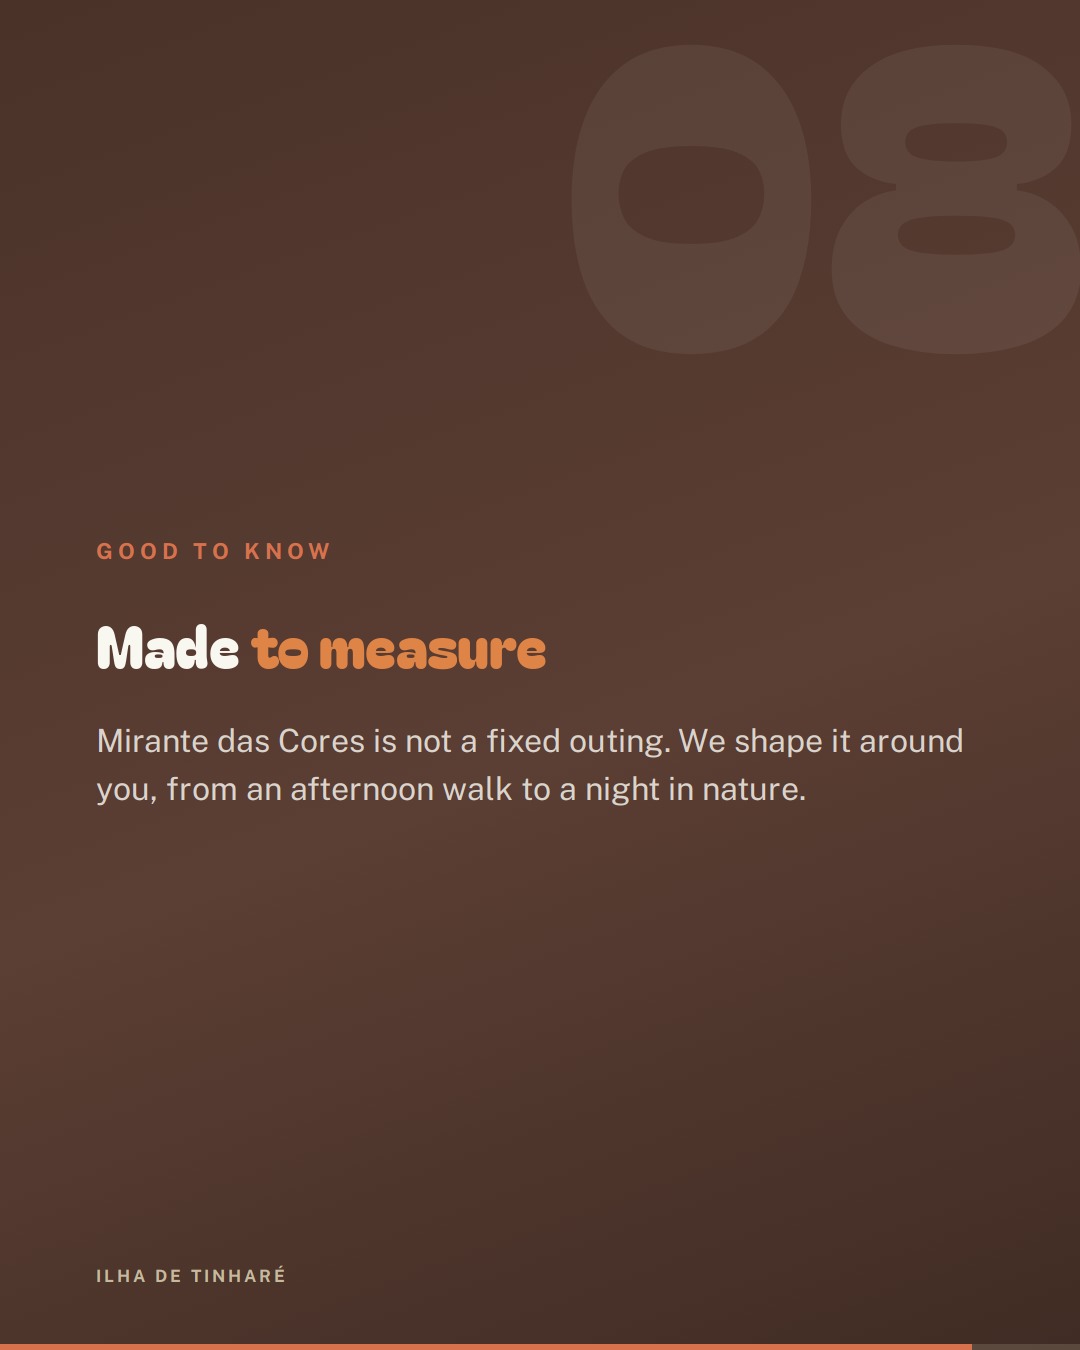 08
GOOD TO KNOW
Made to measure
Mirante das Cores is not a fixed outing. We shape it around
you, from an afternoon walk to a night in nature.
ILHA DE TINHARÉ